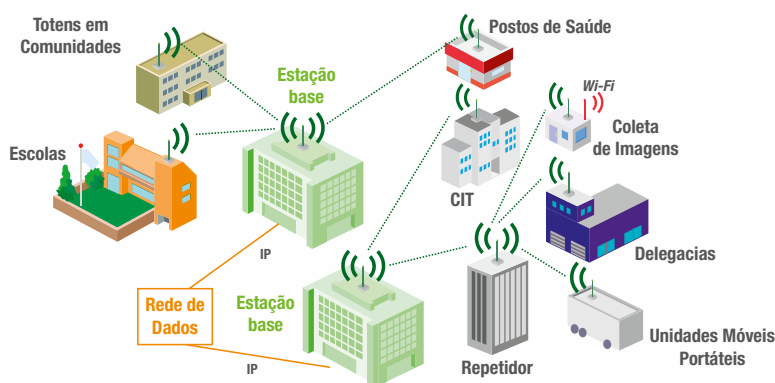 Totens em
Comunidades
Postos de Saúde
Estação
base
Wi-Fi
Coleta
de Imagens
Escolas
CIT
IP
Delegacias
Rede de
Dados
Estação
base
Repetidor
Unidades Móveis
Portáteis
IP